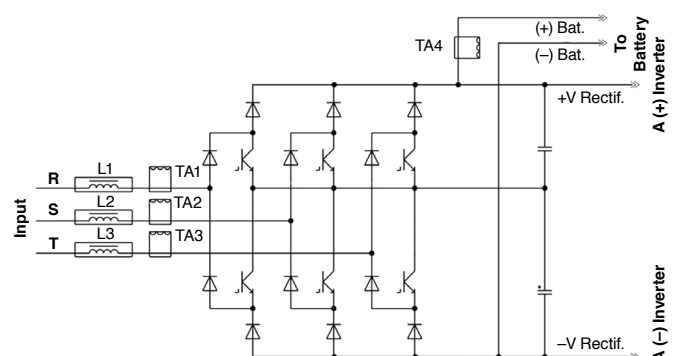 (+) Bat.
TA4
(–) Bat.
To
Battery
+V Rectif.
A (+) Inverter
Input
R
L1
TA1
S
L2
TA2
T
L3
TA3
–V Rectif.
A (–) Inverter